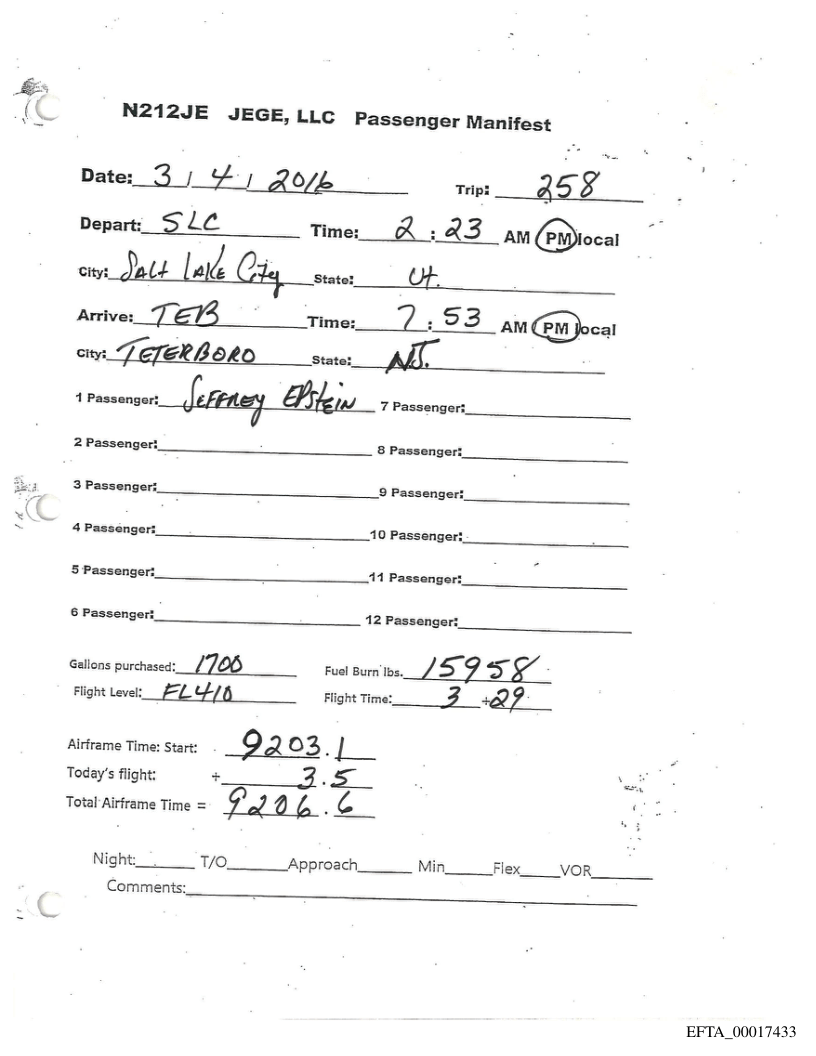 N212JE JEGE, LLC Passenger Manifest
Date: 3 / 4 / 2016 Trip: 258
Depart: SLC Time: 2 : 23 AM PM local
City: Salt Lake City State: Ut.
Arrive: TEB Time: 7 : 53 AM PM local
City: TETERBORO State: NJ.
1 Passenger: JEFFREY EPStEiN 7 Passenger:
2 Passenger: 8 Passenger:
3 Passenger: 9 Passenger:
4 Passenger: 10 Passenger:
5 Passenger: 11 Passenger:
6 Passenger: 12 Passenger:
Gallons purchased: 1700 Fuel Burn lbs. 15958
Flight Level: FL410 Flight Time: 3 + 29
Airframe Time: Start: 9203.1
Today's flight: + 3.5
Total Airframe Time = 9206.6
Night: T/O Approach Min Flex VOR
Comments:
EFTA_00017433